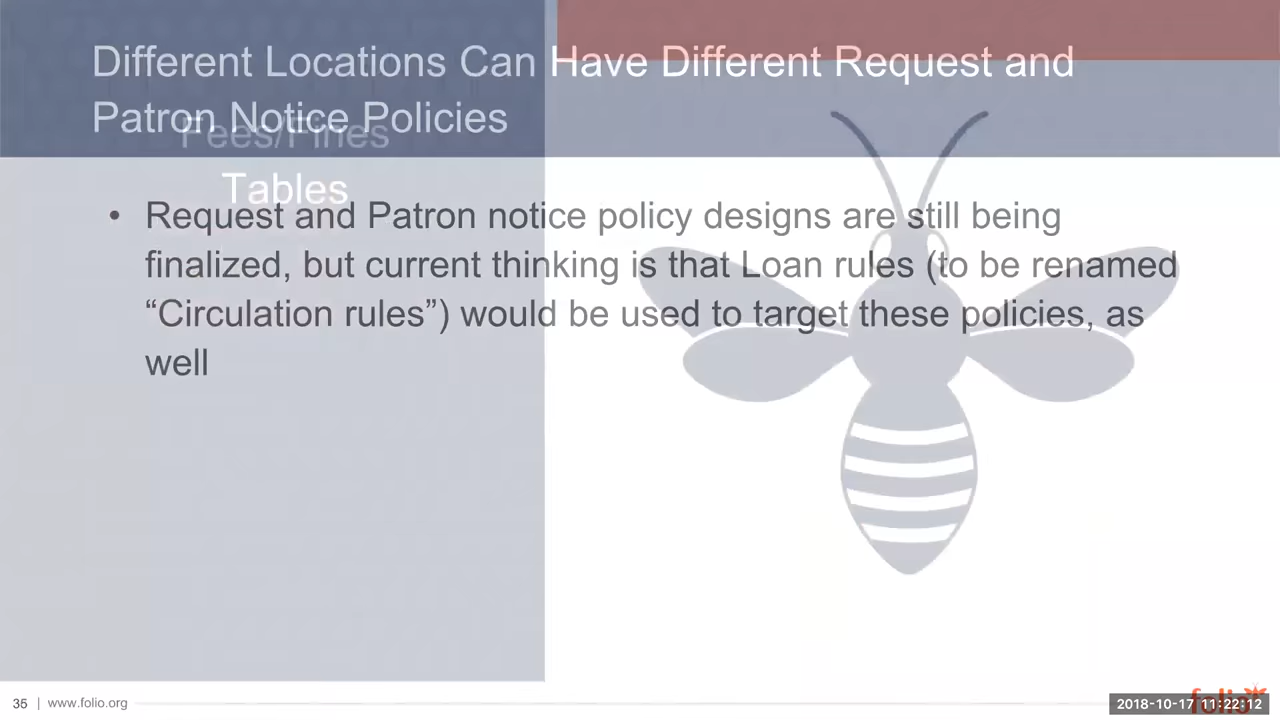 Different Locations Can Have Different Request and
Patron Notice Policies
Fees/Fines
Tables
• Request and Patron notice policy designs are still being
finalized, but current thinking is that Loan rules (to be renamed
“Circulation rules”) would be used to target these policies, as
well
35 | www.folio.org
folio
2018-10-17 11:22:12